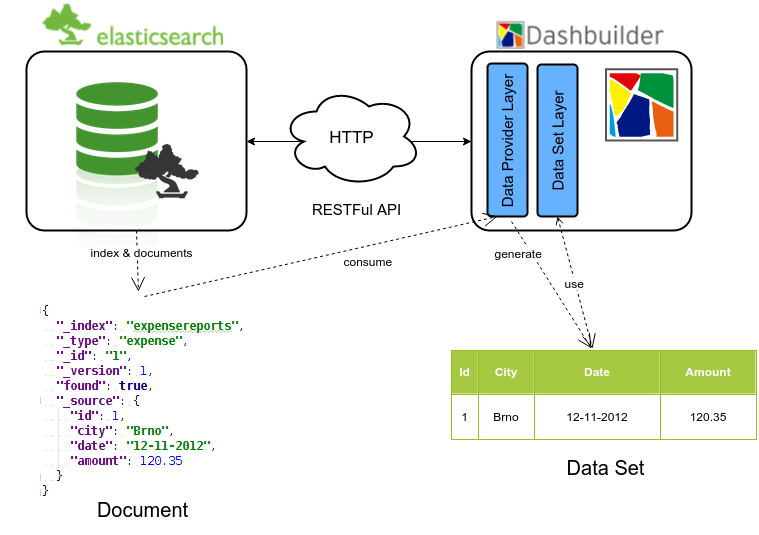 elasticsearch
Dashbuilder
HTTP
RESTFul API
Data Provider Layer
Data Set Layer
index & documents
consume
generate
use
{
"_index": "expensereports",
"_type": "expense",
"_id": "1",
"_version": 1,
"found": true,
"_source": {
"id": 1,
"city": "Brno",
"date": "12-11-2012",
"amount": 120.35
}
}
Document
Id City Date Amount
1 Brno 12-11-2012 120.35
Data Set